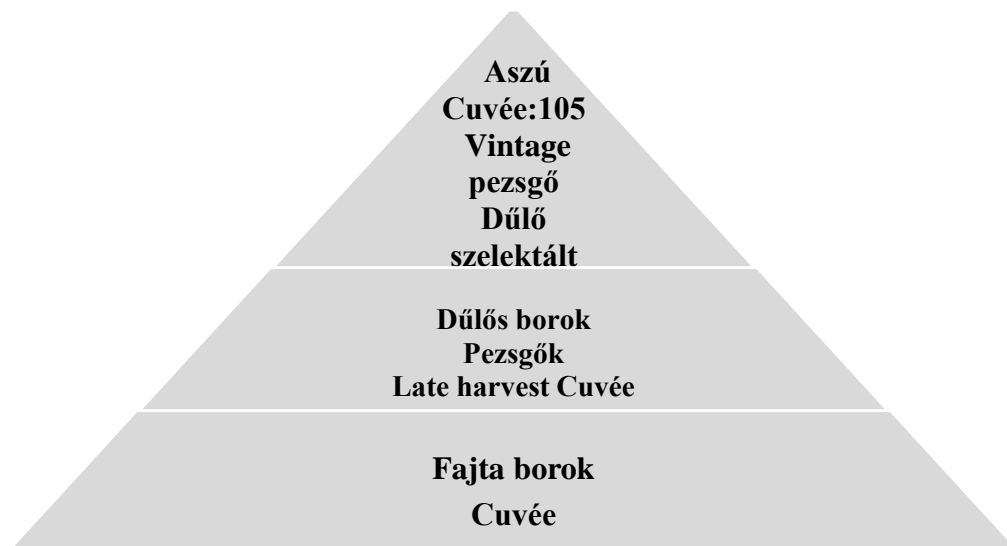 Aszú
Cuvée:105
Vintage
pezsgő
Dűlő
szelektált
Dűlős borok
Pezsgők
Late harvest Cuvée
Fajta borok
Cuvée